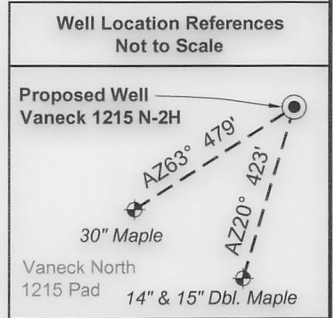 Well Location References
Not to Scale
Proposed Well
Vaneck 1215 N-2H
AZ63° 479'
AZ20° 423'
30" Maple
Vaneck North
1215 Pad
14" & 15" Dbl. Maple